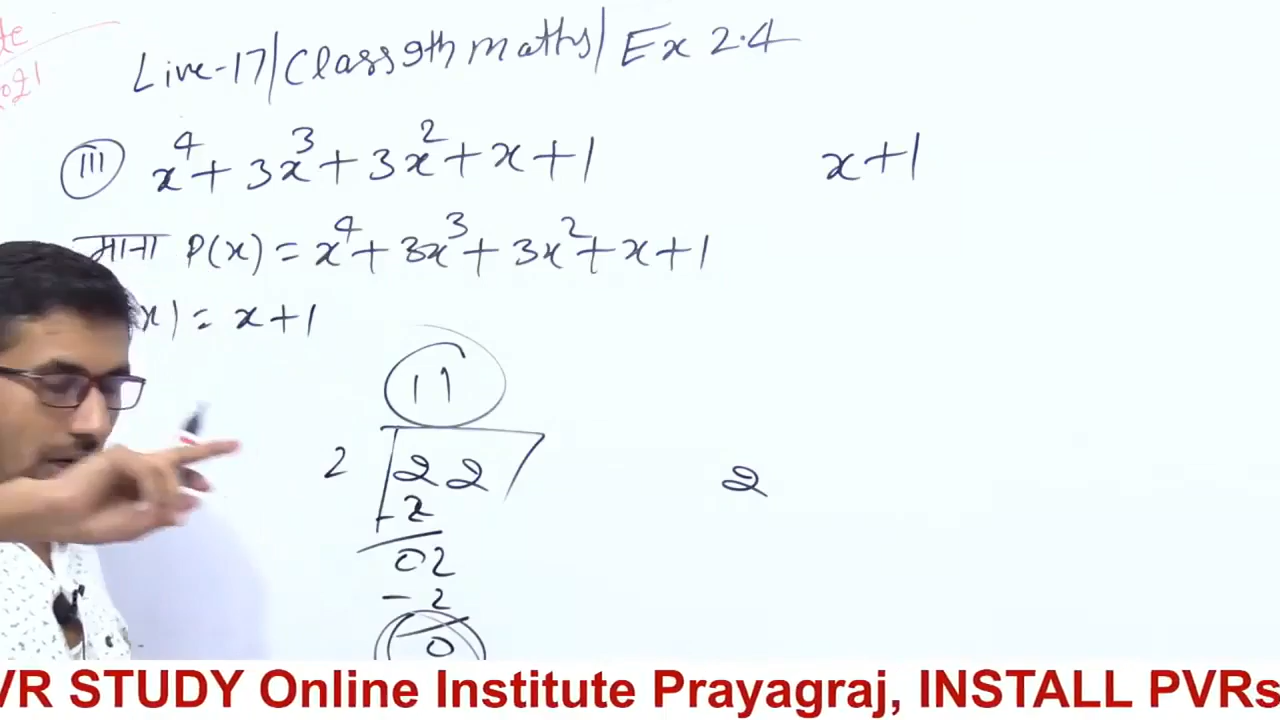 2021
Live-17/Class 9th maths/Ex 2.4
(III) x⁴ + 3x³ + 3x² + x + 1 x+1
माना P(x) = x⁴ + 3x³ + 3x² + x + 1
x) = x+1
11
2 22
- 2
02
- 2
0
2
VR STUDY Online Institute Prayagraj, INSTALL PVRs